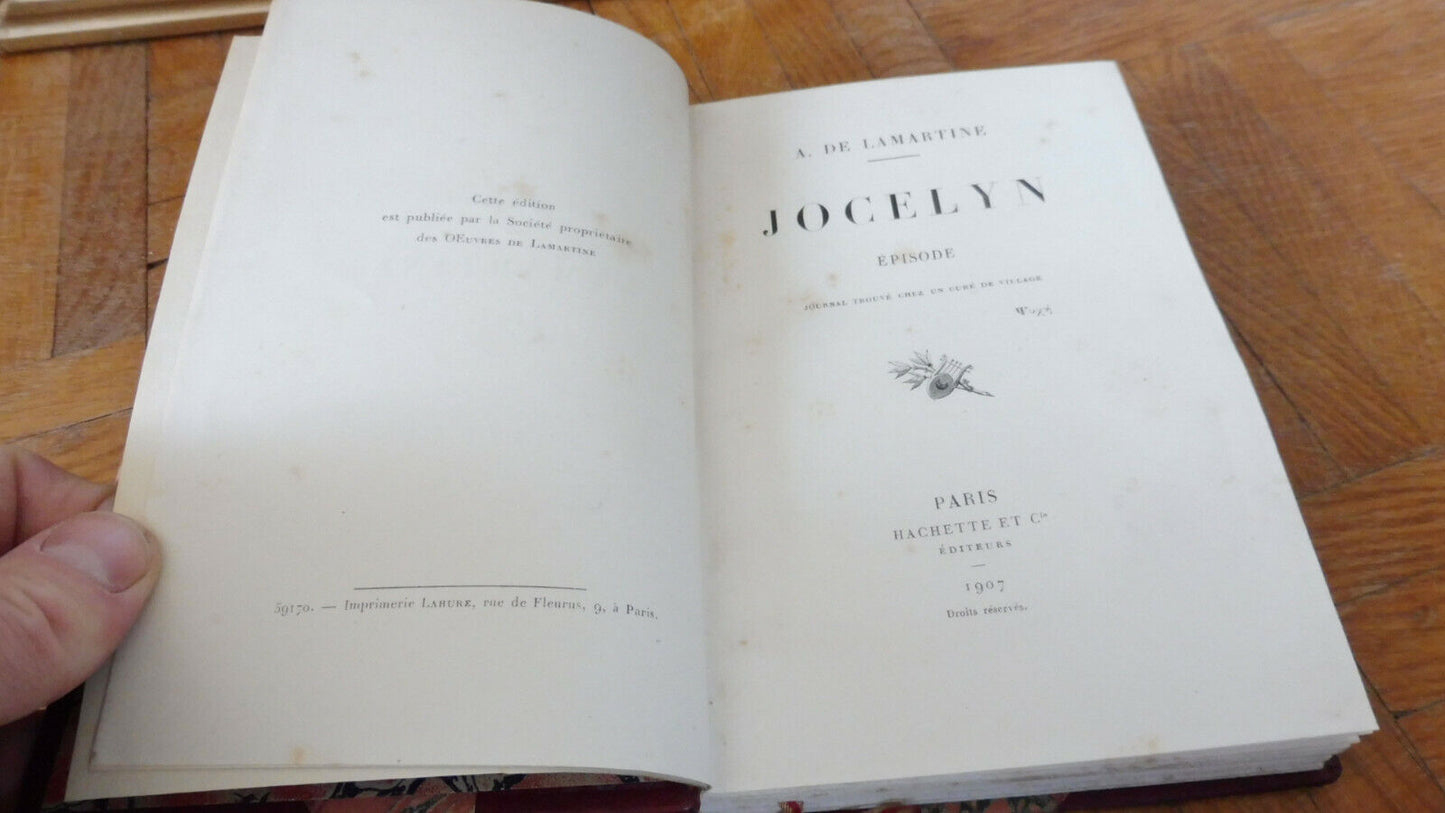 Cette édition
est publiée par la Société propriétaire
des OEUVRES DE LAMARTINE
59170. — Imprimerie LAHURE, rue de Fleurus, 9, à Paris.
A. DE LAMARTINE
JOCELYN
ÉPISODE
JOURNAL TROUVÉ CHEZ UN CURÉ DE VILLAGE
Ψυχή
PARIS
HACHETTE ET Cie
ÉDITEURS
1907
Droits réservés.